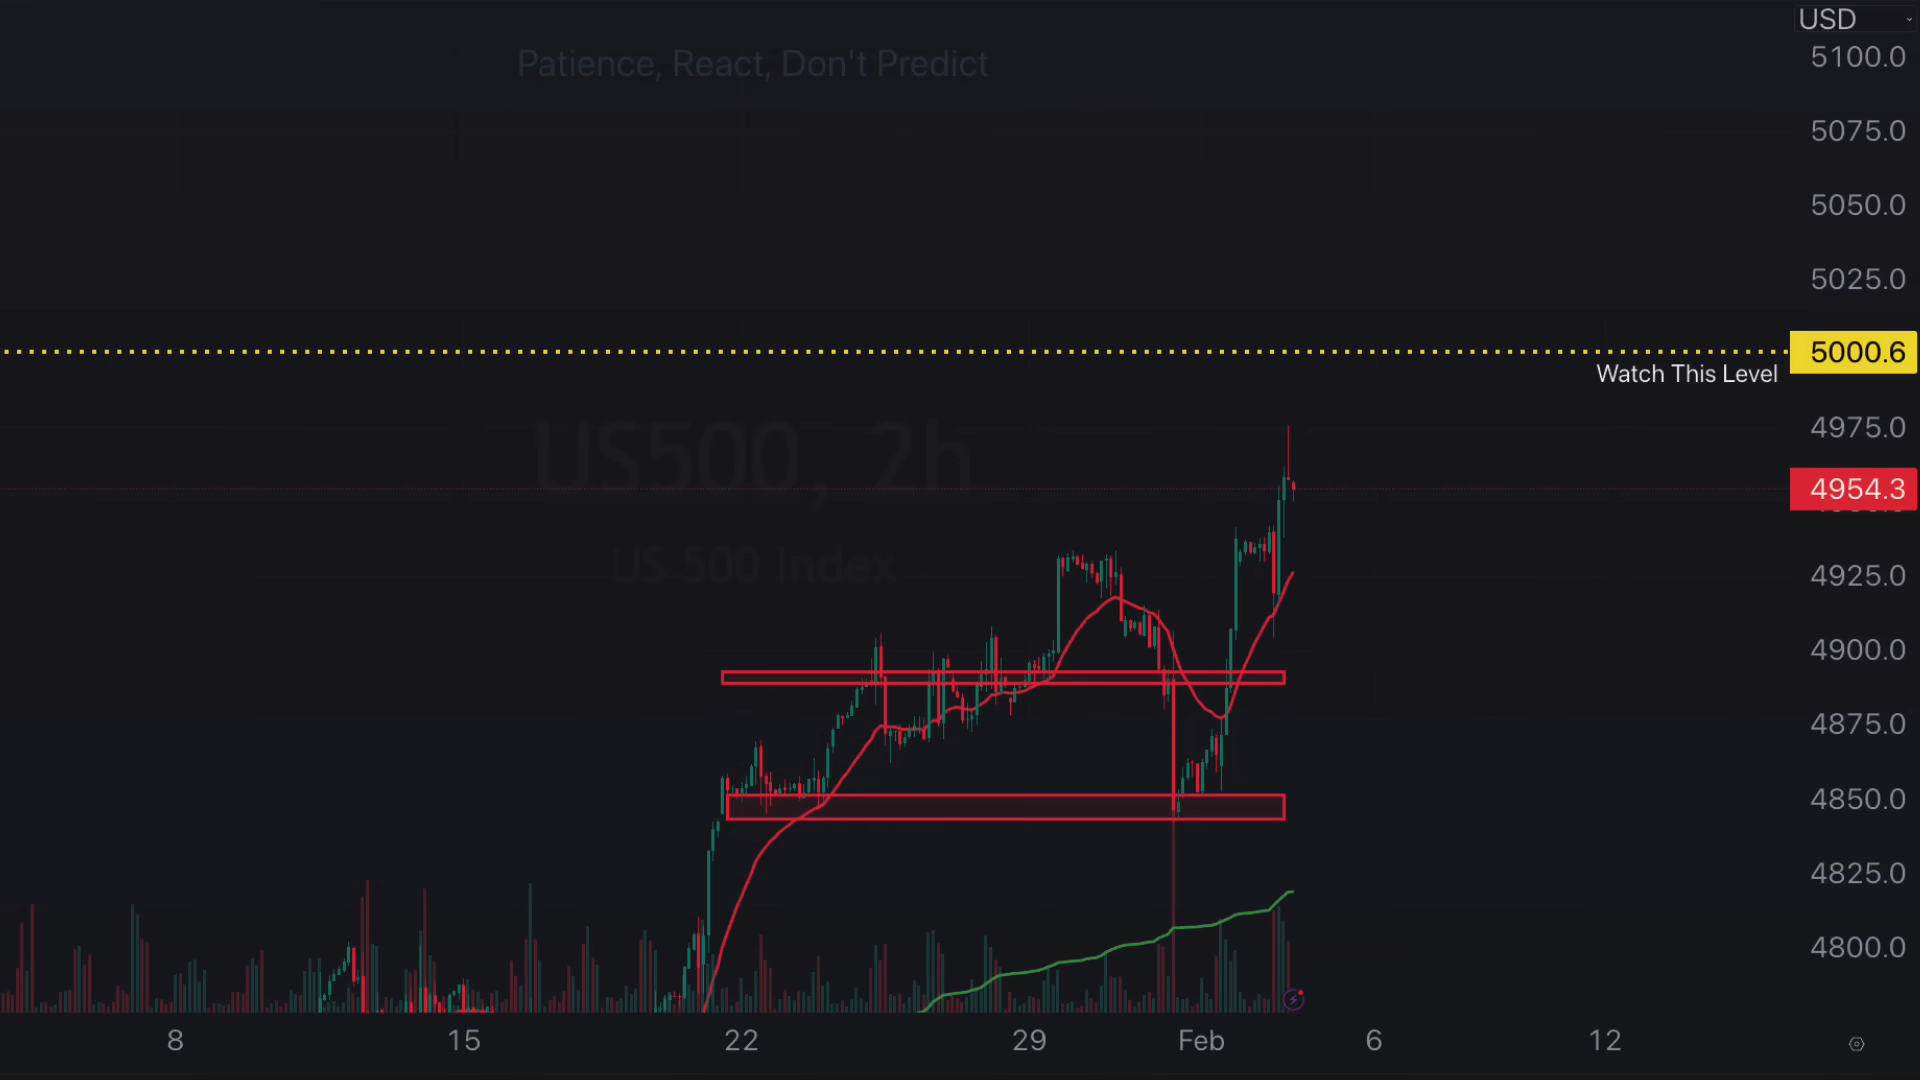 USD
Patience, React, Don't Predict
5100.0
5075.0
5050.0
5025.0
5000.6
Watch This Level
4975.0
US500, 2h
4954.3
US 500 Index
4925.0
4900.0
4875.0
4850.0
4825.0
4800.0
8 15 22 29 Feb 6 12